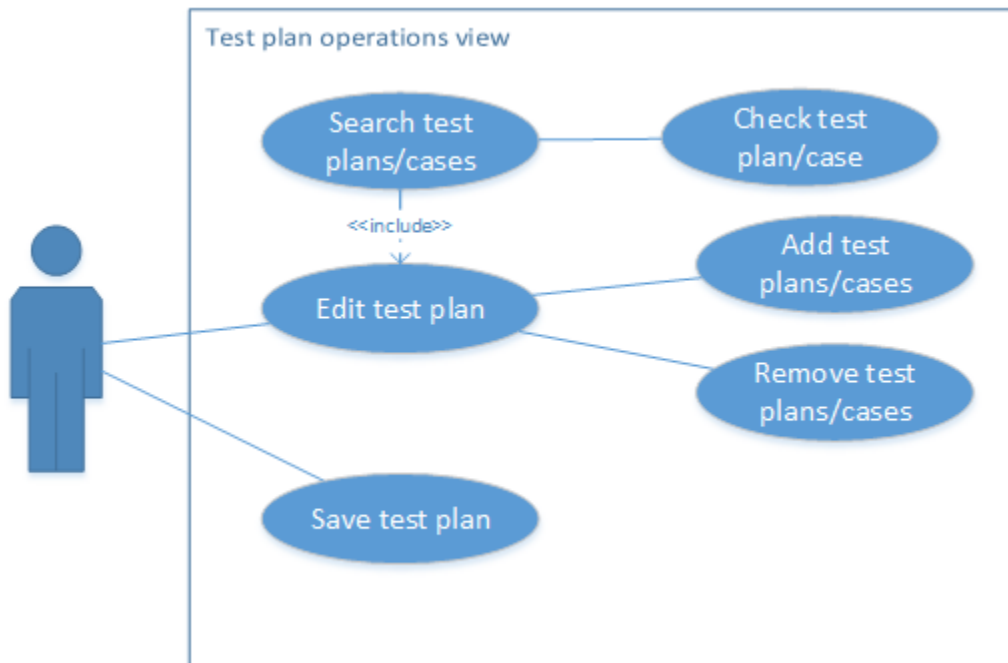 Test plan operations view
Search test
plans/cases
Check test
plan/case
<<include>>
Edit test plan
Add test
plans/cases
Remove test
plans/cases
Save test plan